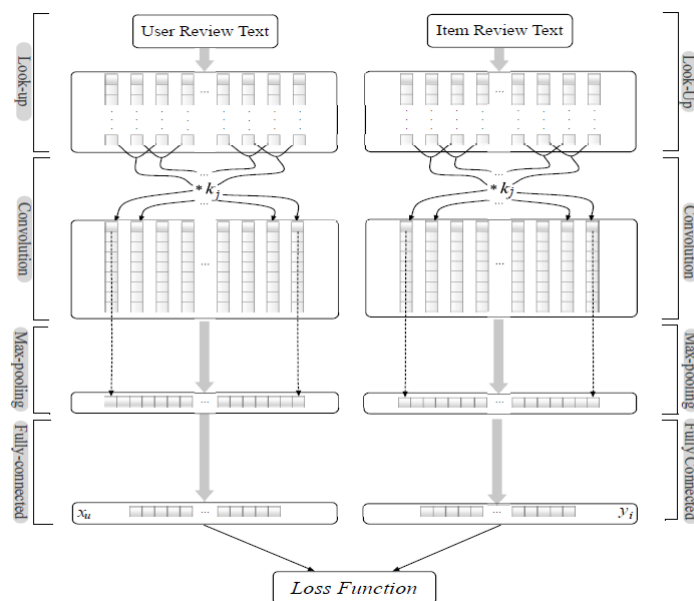 User Review Text
Item Review Text
Look-up
Look-Up
...
...
...
...
* k_j
* k_j
...
...
Convolution
Convolution
...
...
Max-pooling
Max-pooling
...
...
Fully-connected
Fully Connected
x_u
...
...
y_i
Loss Function